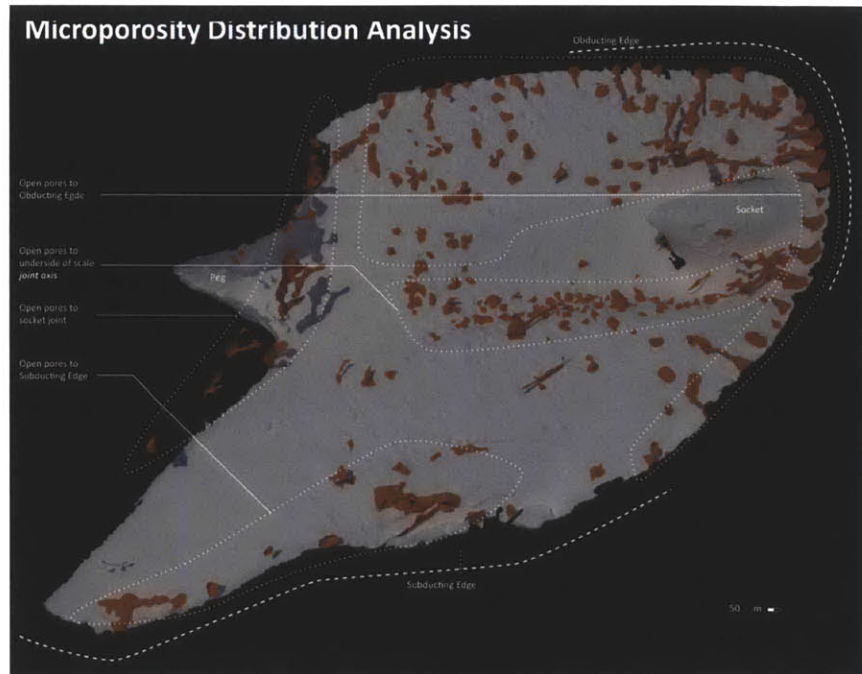 Microporosity Distribution Analysis
Obducting Edge
Open pores to
Obducting Egde
Socket
Open pores to
underside of scale
joint axis
Peg
Open pores to
socket joint
Open pores to
Subducting Edge
Subducting Edge
50 m